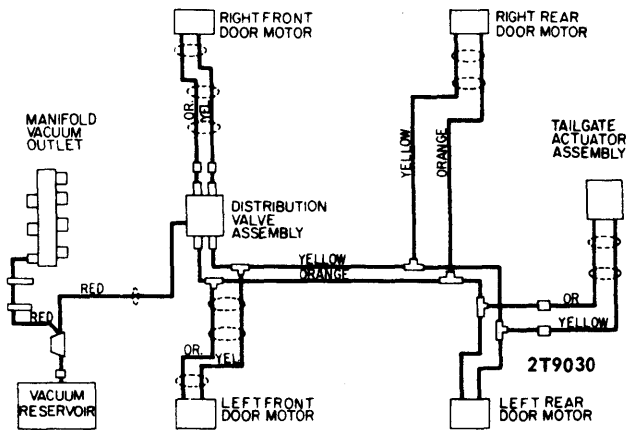 RIGHT FRONT
DOOR MOTOR
RIGHT REAR
DOOR MOTOR
MANIFOLD
VACUUM
OUTLET
OR.
YEL.
YELLOW
ORANGE
TAILGATE
ACTUATOR
ASSEMBLY
DISTRIBUTION
VALVE
ASSEMBLY
YELLOW
ORANGE
RED
RED
OR
YELLOW
OR.
YEL.
2T9030
VACUUM
RESERVOIR
LEFT FRONT
DOOR MOTOR
LEFT REAR
DOOR MOTOR